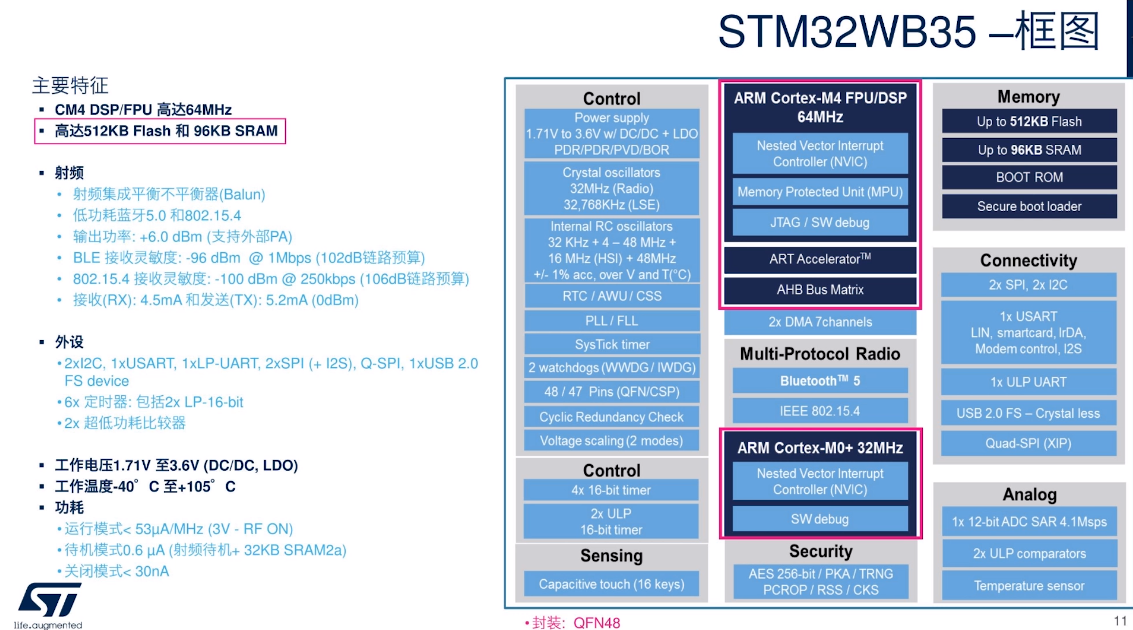 STM32WB35 –框图
主要特征
▪ CM4 DSP/FPU 高达64MHz
▪ 高达512KB Flash 和 96KB SRAM
▪ 射频
• 射频集成平衡不平衡器(Balun)
• 低功耗蓝牙5.0 和802.15.4
• 输出功率: +6.0 dBm (支持外部PA)
• BLE 接收灵敏度: -96 dBm @ 1Mbps (102dB链路预算)
• 802.15.4 接收灵敏度: -100 dBm @ 250kbps (106dB链路预算)
• 接收(RX): 4.5mA 和发送(TX): 5.2mA (0dBm)
▪ 外设
•2xI2C, 1xUSART, 1xLP-UART, 2xSPI (+ I2S), Q-SPI, 1xUSB 2.0
FS device
•6x 定时器: 包括2x LP-16-bit
•2x 超低功耗比较器
▪ 工作电压1.71V 至3.6V (DC/DC, LDO)
▪ 工作温度-40° C 至+105° C
▪ 功耗
•运行模式< 53µA/MHz (3V - RF ON)
•待机模式0.6 µA (射频待机+ 32KB SRAM2a)
•关闭模式< 30nA
Control
Power supply
1.71V to 3.6V w/ DC/DC + LDO
PDR/PDR/PVD/BOR
Crystal oscillators
32MHz (Radio)
32,768KHz (LSE)
Internal RC oscillators
32 KHz + 4 – 48 MHz +
16 MHz (HSI) + 48MHz
+/- 1% acc, over V and T(°C)
RTC / AWU / CSS
PLL / FLL
SysTick timer
2 watchdogs (WWDG / IWDG)
48 / 47 Pins (QFN/CSP)
Cyclic Redundancy Check
Voltage scaling (2 modes)
Control
4x 16-bit timer
2x ULP
16-bit timer
Sensing
Capacitive touch (16 keys)
ARM Cortex-M4 FPU/DSP
64MHz
Nested Vector Interrupt
Controller (NVIC)
Memory Protected Unit (MPU)
JTAG / SW debug
ART Accelerator™
AHB Bus Matrix
2x DMA 7channels
Multi-Protocol Radio
Bluetooth™ 5
IEEE 802.15.4
ARM Cortex-M0+ 32MHz
Nested Vector Interrupt
Controller (NVIC)
SW debug
Security
AES 256-bit / PKA / TRNG
PCROP / RSS / CKS
Memory
Up to 512KB Flash
Up to 96KB SRAM
BOOT ROM
Secure boot loader
Connectivity
2x SPI, 2x I2C
1x USART
LIN, smartcard, IrDA,
Modem control, I2S
1x ULP UART
USB 2.0 FS – Crystal less
Quad-SPI (XIP)
Analog
1x 12-bit ADC SAR 4.1Msps
2x ULP comparators
Temperature sensor
ST
life.augmented
•封装: QFN48
11